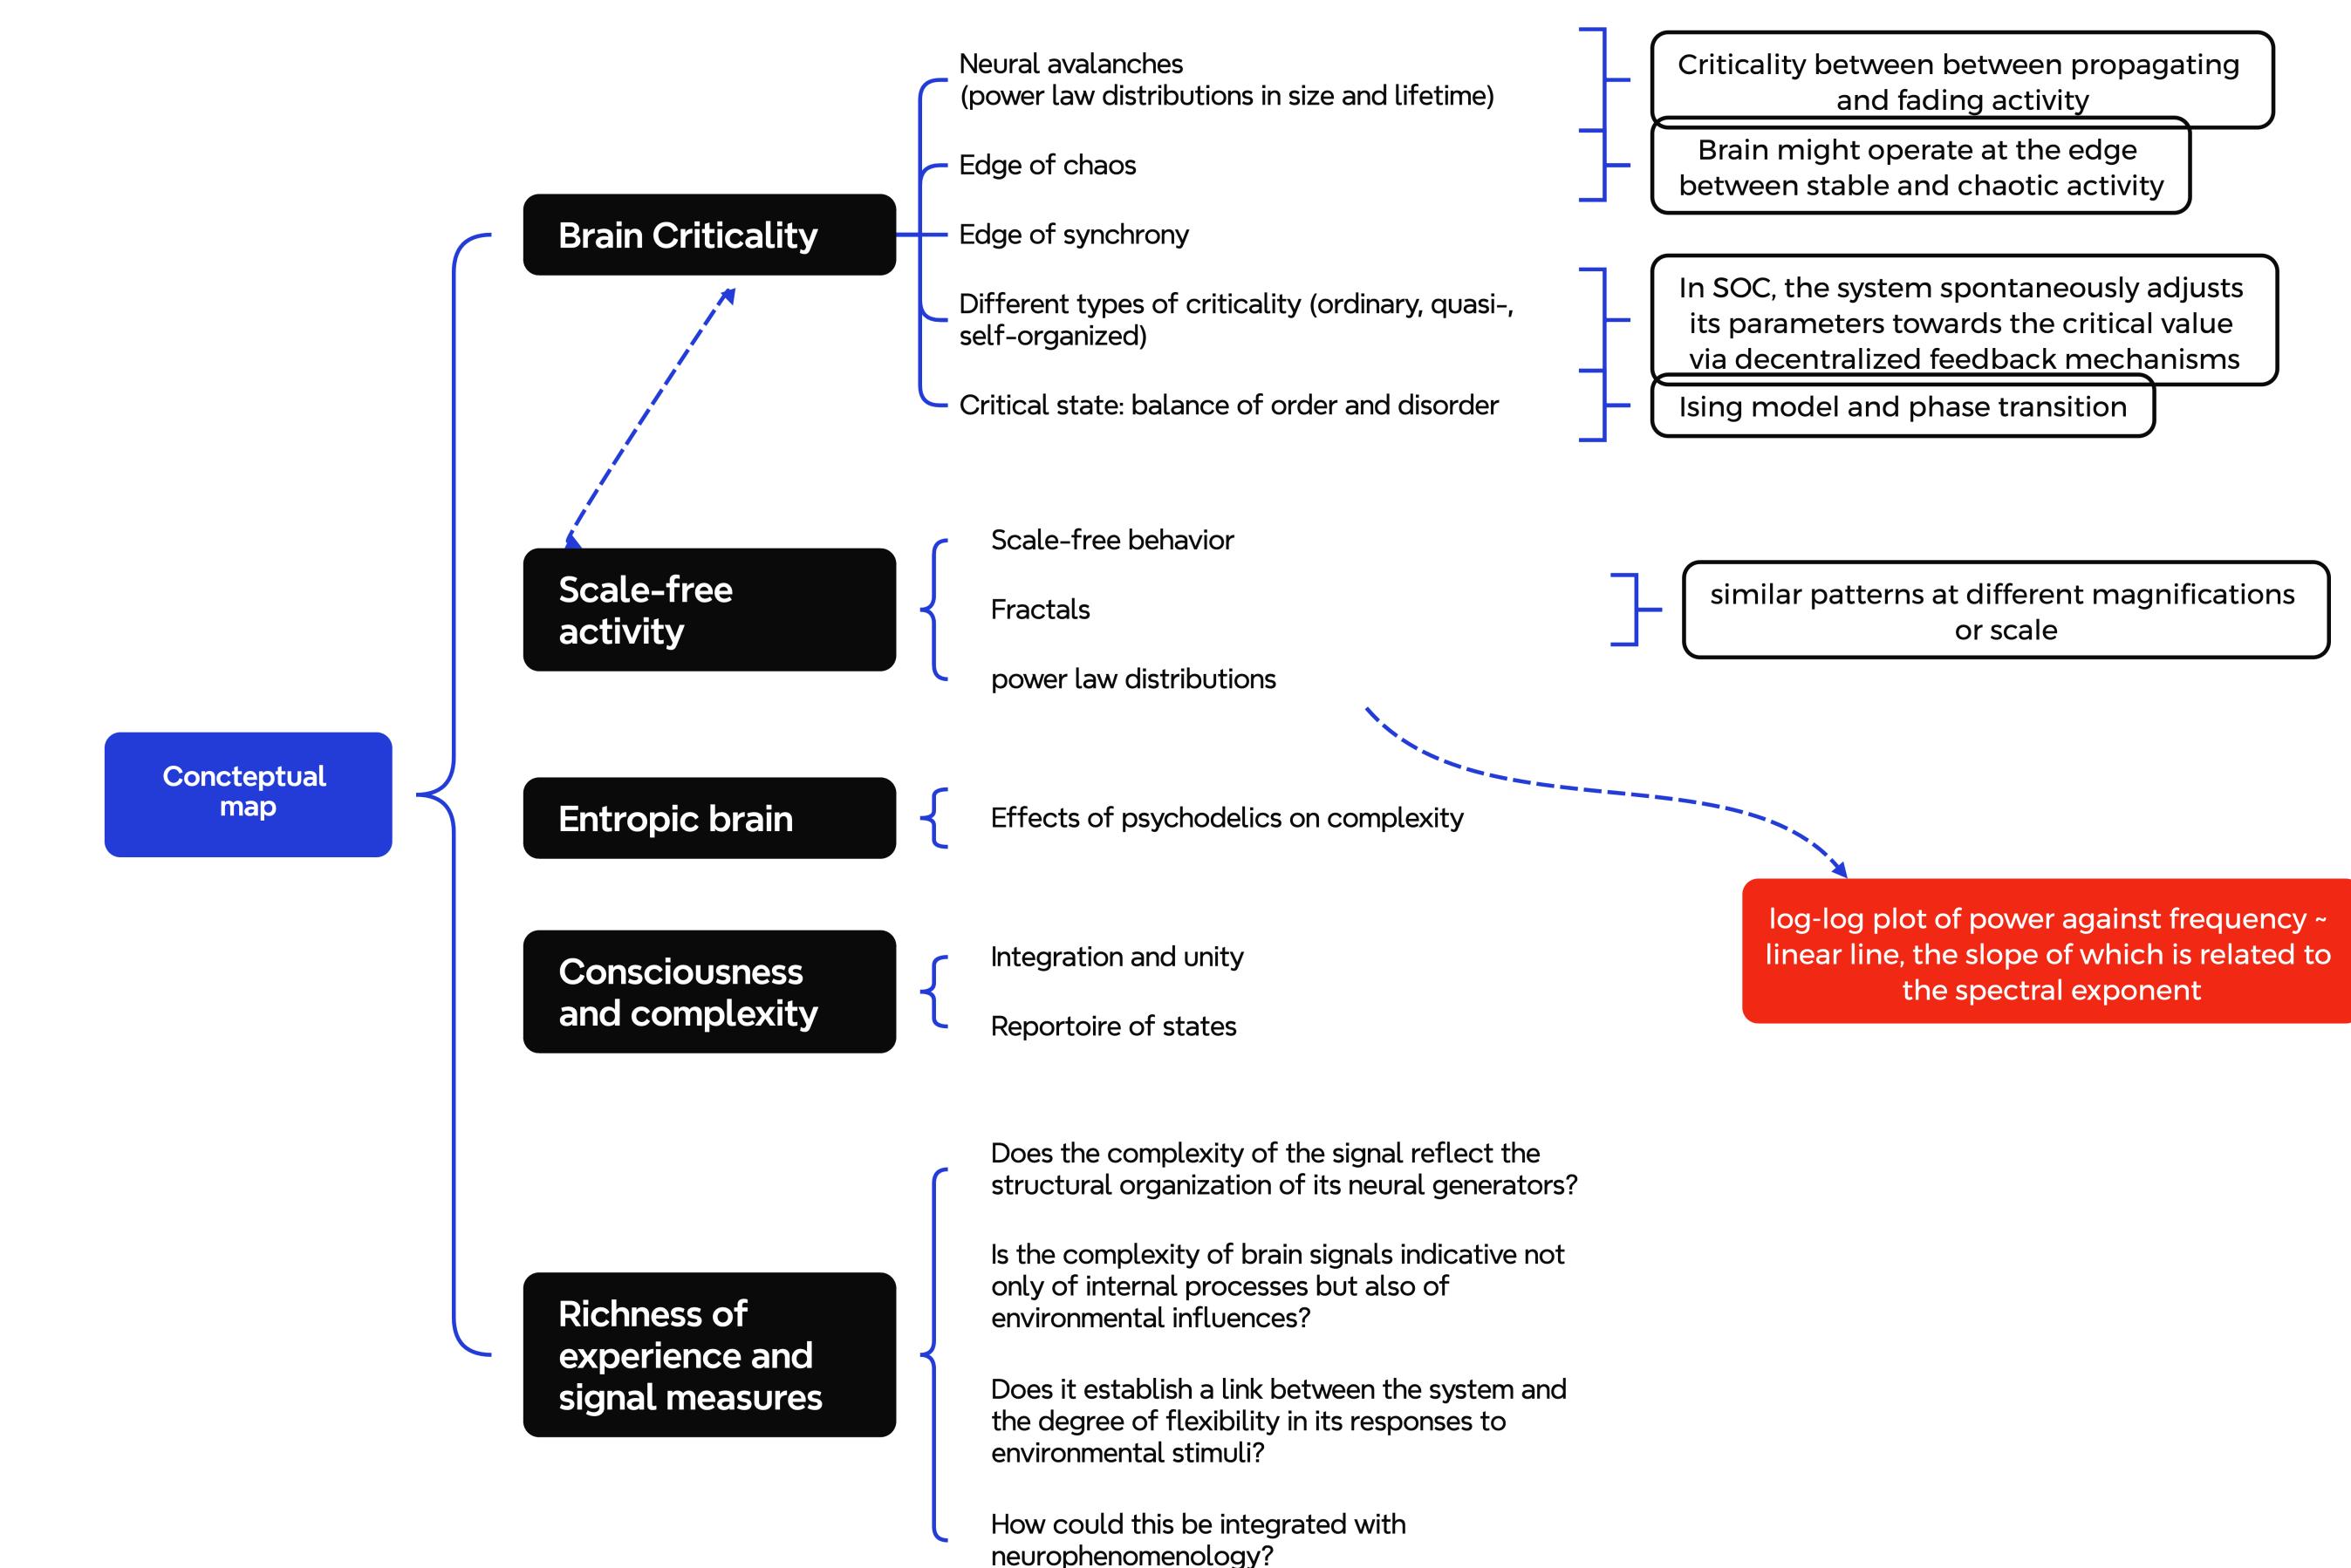 Neural avalanches
(power law distributions in size and lifetime)
Criticality between between propagating
and fading activity
Edge of chaos
Brain might operate at the edge
between stable and chaotic activity
Brain Criticality
Edge of synchrony
Different types of criticality (ordinary, quasi-,
self-organized)
In SOC, the system spontaneously adjusts
its parameters towards the critical value
via decentralized feedback mechanisms
Critical state: balance of order and disorder
Ising model and phase transition
Scale-free
activity
Scale-free behavior
Fractals
similar patterns at different magnifications
or scale
power law distributions
Concteptual
map
Entropic brain
Effects of psychodelics on complexity
log-log plot of power against frequency ~
linear line, the slope of which is related to
the spectral exponent
Consciousness
and complexity
Integration and unity
Reportoire of states
Richness of
experience and
signal measures
Does the complexity of the signal reflect the
structural organization of its neural generators?
Is the complexity of brain signals indicative not
only of internal processes but also of
environmental influences?
Does it establish a link between the system and
the degree of flexibility in its responses to
environmental stimuli?
How could this be integrated with
neurophenomenology?